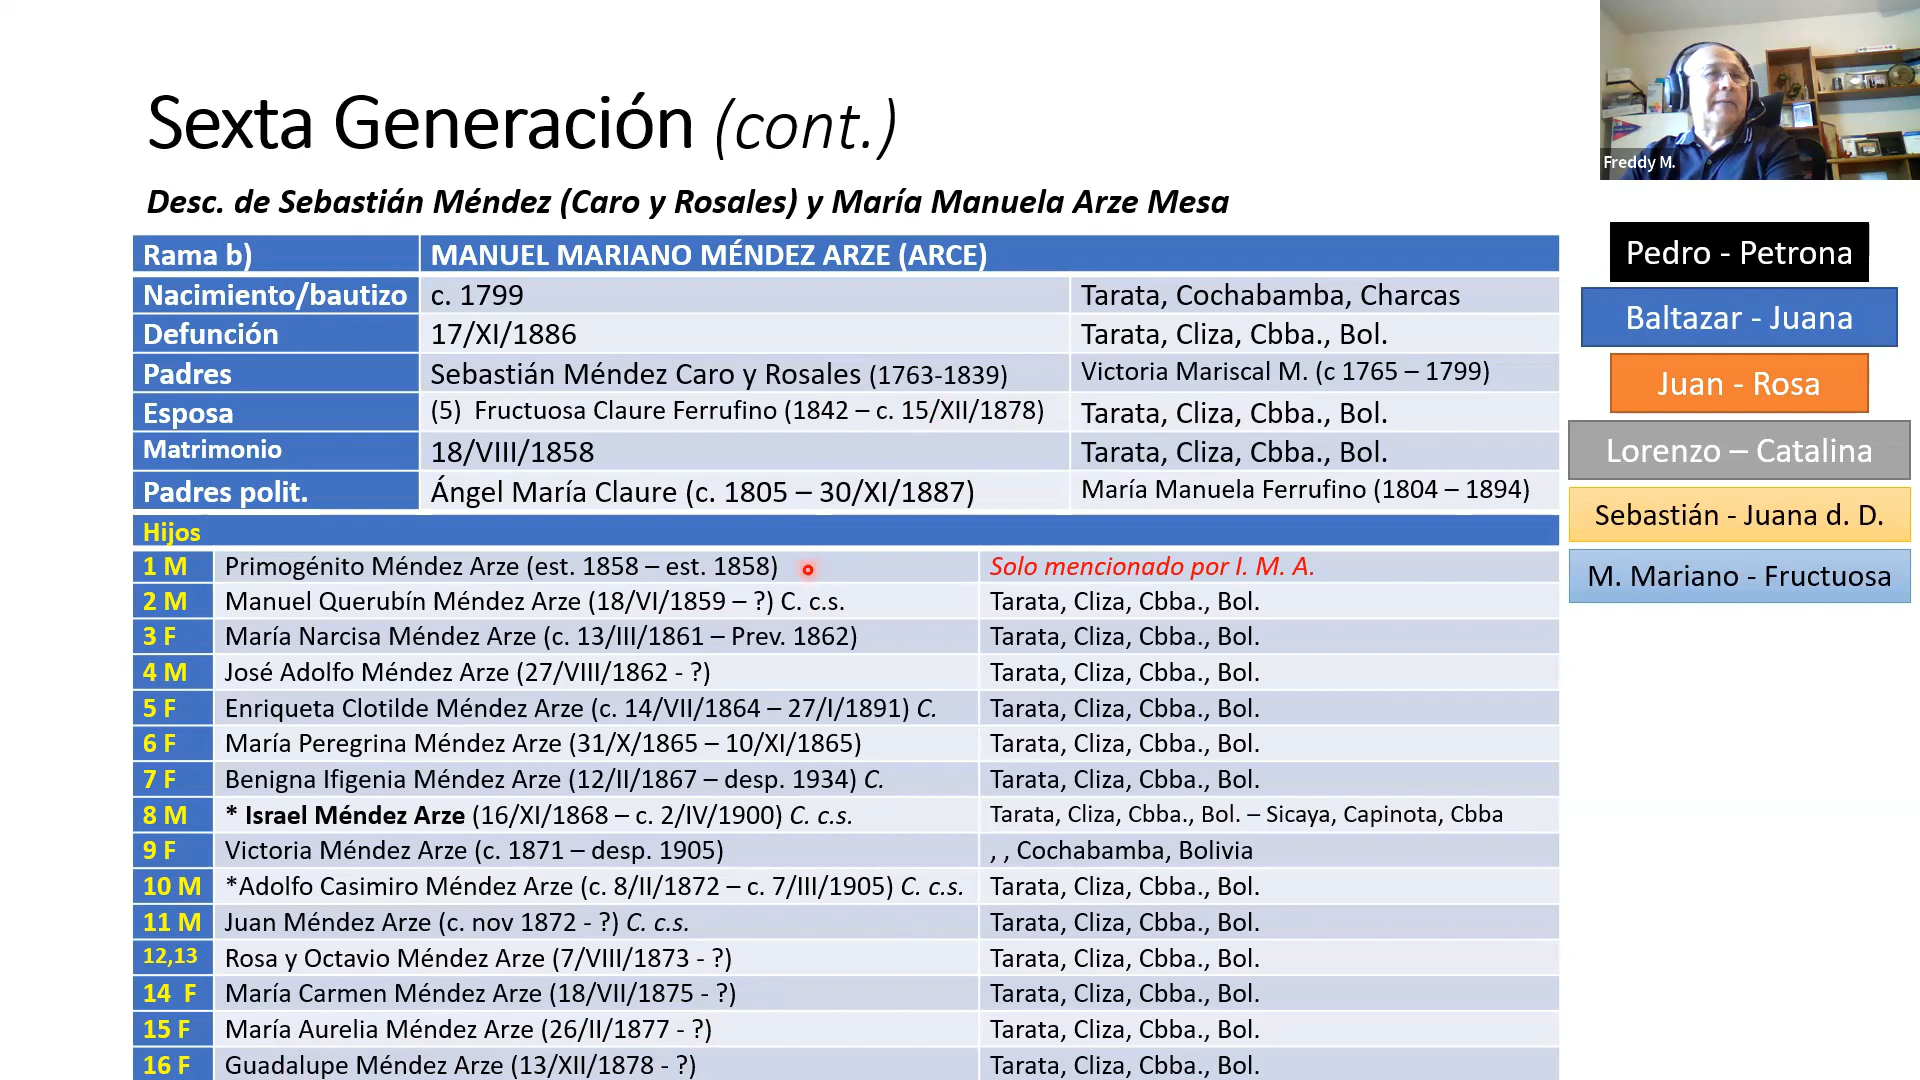 Sexta Generación (cont.)
Freddy M.
Desc. de Sebastián Méndez (Caro y Rosales) y María Manuela Arze Mesa
Rama b) MANUEL MARIANO MÉNDEZ ARZE (ARCE)
Nacimiento/bautizo c. 1799 Tarata, Cochabamba, Charcas
Defunción 17/XI/1886 Tarata, Cliza, Cbba., Bol.
Padres Sebastián Méndez Caro y Rosales (1763-1839) Victoria Mariscal M. (c 1765 – 1799)
Esposa (5) Fructuosa Claure Ferrufino (1842 – c. 15/XII/1878) Tarata, Cliza, Cbba., Bol.
Matrimonio 18/VIII/1858 Tarata, Cliza, Cbba., Bol.
Padres polit. Ángel María Claure (c. 1805 – 30/XI/1887) María Manuela Ferrufino (1804 – 1894)
Hijos
1 M Primogénito Méndez Arze (est. 1858 – est. 1858) Solo mencionado por I. M. A.
2 M Manuel Querubín Méndez Arze (18/VI/1859 – ?) C. c.s. Tarata, Cliza, Cbba., Bol.
3 F María Narcisa Méndez Arze (c. 13/III/1861 – Prev. 1862) Tarata, Cliza, Cbba., Bol.
4 M José Adolfo Méndez Arze (27/VIII/1862 - ?) Tarata, Cliza, Cbba., Bol.
5 F Enriqueta Clotilde Méndez Arze (c. 14/VII/1864 – 27/I/1891) C. Tarata, Cliza, Cbba., Bol.
6 F María Peregrina Méndez Arze (31/X/1865 – 10/XI/1865) Tarata, Cliza, Cbba., Bol.
7 F Benigna Ifigenia Méndez Arze (12/II/1867 – desp. 1934) C. Tarata, Cliza, Cbba., Bol.
8 M * Israel Méndez Arze (16/XI/1868 – c. 2/IV/1900) C. c.s. Tarata, Cliza, Cbba., Bol. – Sicaya, Capinota, Cbba
9 F Victoria Méndez Arze (c. 1871 – desp. 1905) , , Cochabamba, Bolivia
10 M *Adolfo Casimiro Méndez Arze (c. 8/II/1872 – c. 7/III/1905) C. c.s. Tarata, Cliza, Cbba., Bol.
11 M Juan Méndez Arze (c. nov 1872 - ?) C. c.s. Tarata, Cliza, Cbba., Bol.
12,13 Rosa y Octavio Méndez Arze (7/VIII/1873 - ?) Tarata, Cliza, Cbba., Bol.
14 F María Carmen Méndez Arze (18/VII/1875 - ?) Tarata, Cliza, Cbba., Bol.
15 F María Aurelia Méndez Arze (26/II/1877 - ?) Tarata, Cliza, Cbba., Bol.
16 F Guadalupe Méndez Arze (13/XII/1878 - ?) Tarata, Cliza, Cbba., Bol.
Pedro - Petrona
Baltazar - Juana
Juan - Rosa
Lorenzo – Catalina
Sebastián - Juana d. D.
M. Mariano - Fructuosa